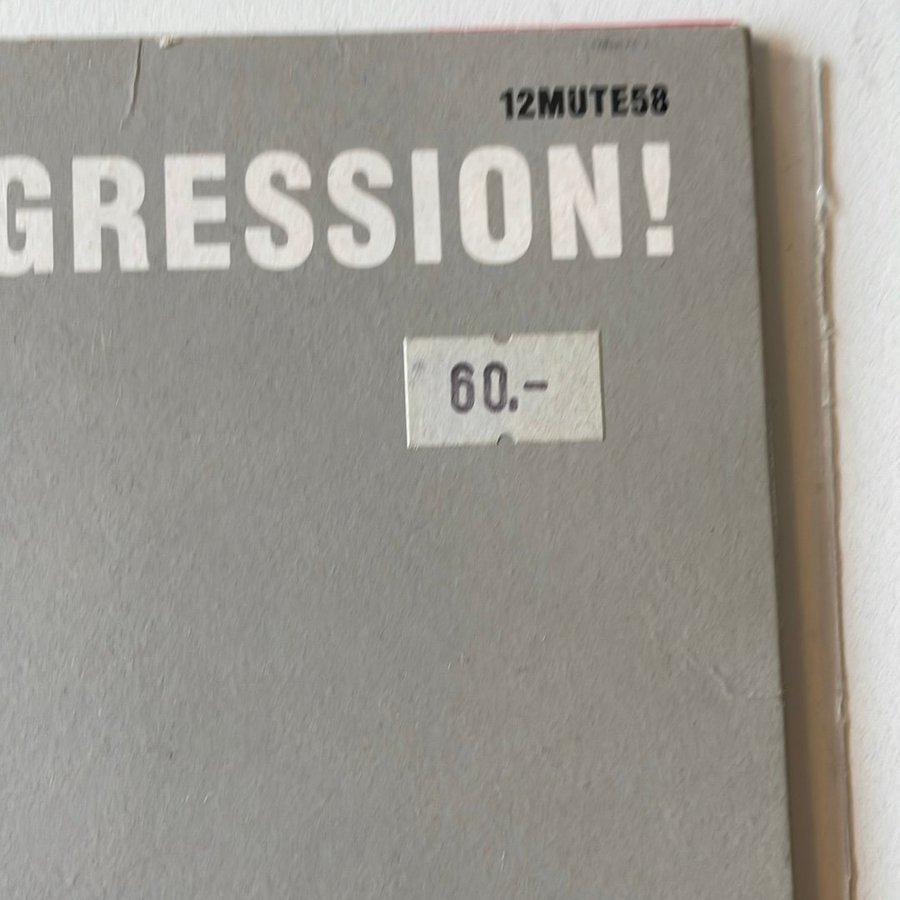 12MUTE58
GRESSION!
60.-